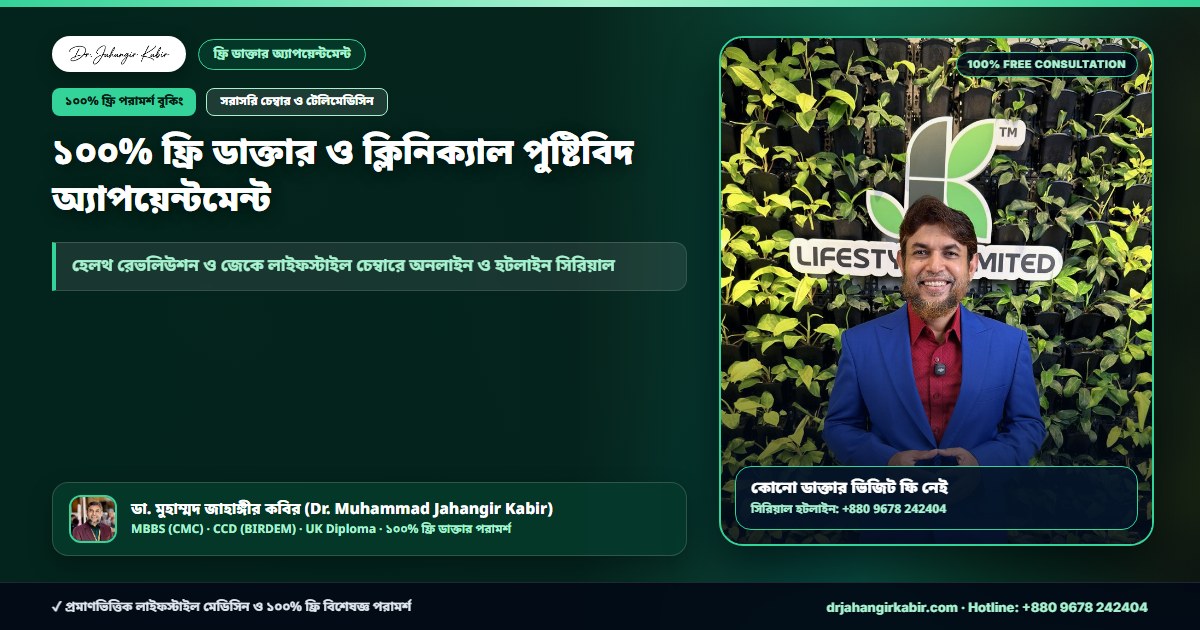 Dr. Jahangir Kabir
ফ্রি ডাক্তার অ্যাপয়েন্টমেন্ট
১০০% ফ্রি পরামর্শ বুকিং
সরাসরি চেম্বার ও টেলিমেডিসিন
১০০% ফ্রি ডাক্তার ও ক্লিনিক্যাল পুষ্টিবিদ
অ্যাপয়েন্টমেন্ট
হেলথ রেভলিউশন ও জেকে লাইফস্টাইল চেম্বারে অনলাইন ও হটলাইন সিরিয়াল
ডা. মুহাম্মদ জাহাঙ্গীর কবির (Dr. Muhammad Jahangir Kabir)
MBBS (CMC) · CCD (BIRDEM) · UK Diploma · ১০০% ফ্রি ডাক্তার পরামর্শ
100% FREE CONSULTATION
TM
কোনো ডাক্তার ভিজিট ফি নেই
সিরিয়াল হটলাইন: +880 9678 242404
✓ প্রমাণভিত্তিক লাইফস্টাইল মেডিসিন ও ১০০% ফ্রি বিশেষজ্ঞ পরামর্শ
drjahangirkabir.com · Hotline: +880 9678 242404